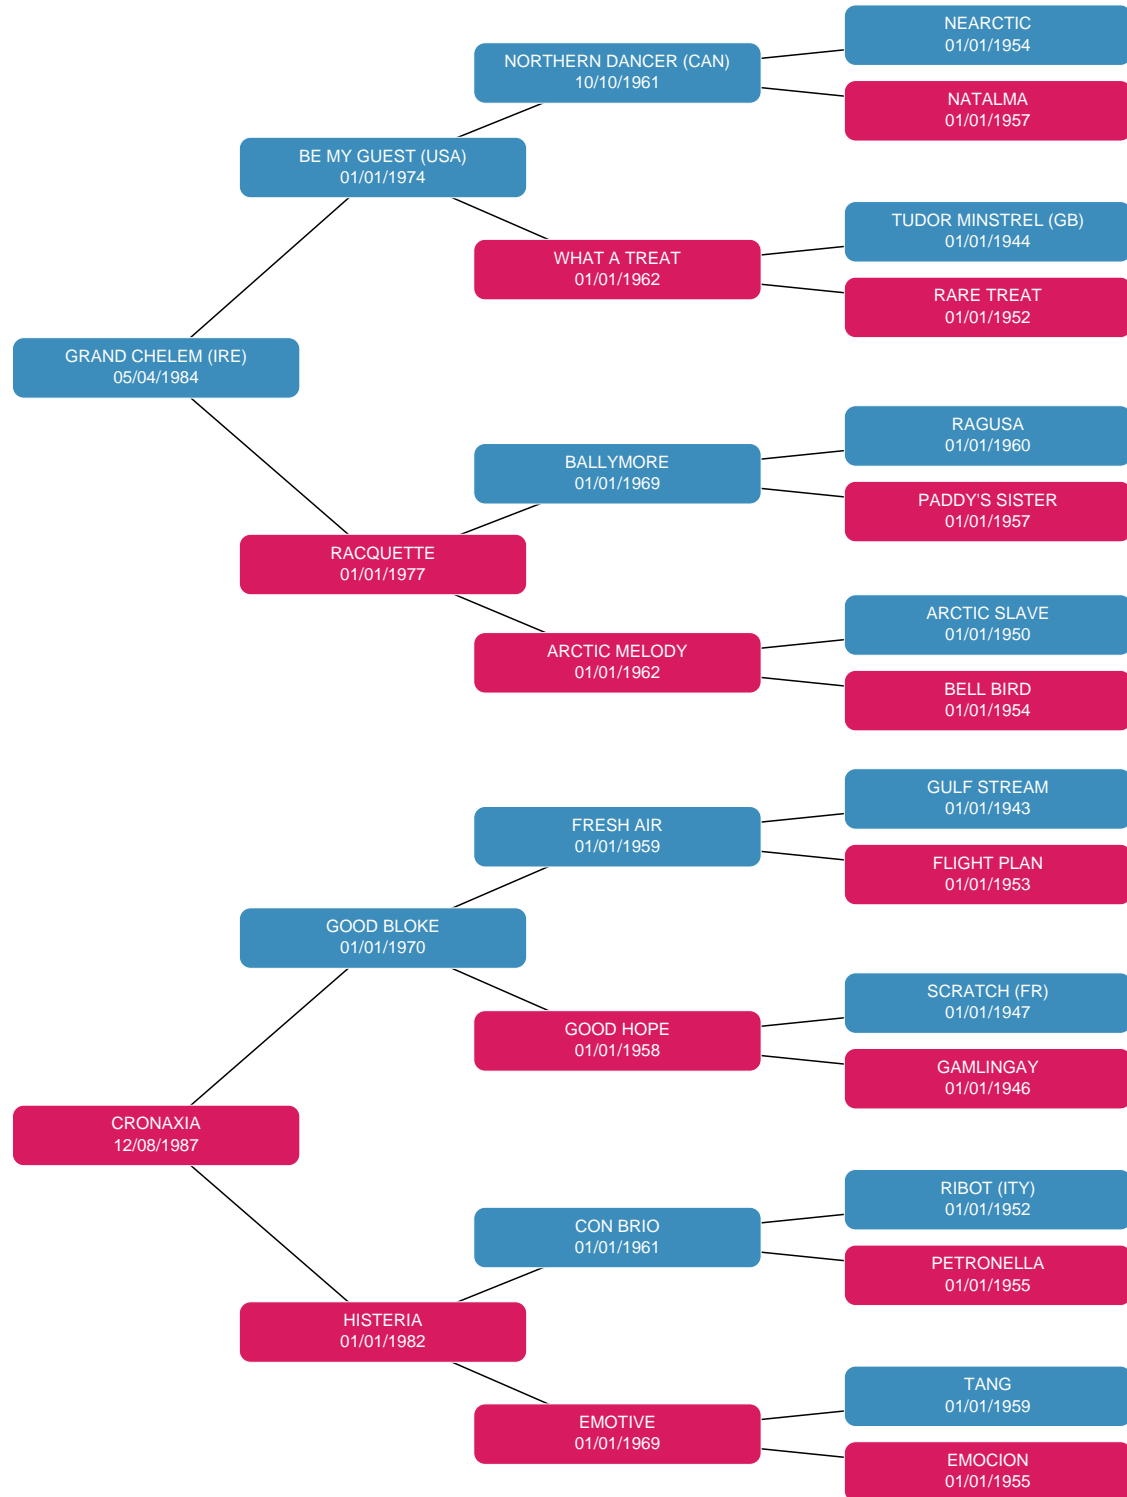 NEARCTIC
01/01/1954
NORTHERN DANCER (CAN)
10/10/1961
NATALMA
01/01/1957
BE MY GUEST (USA)
01/01/1974
TUDOR MINSTREL (GB)
01/01/1944
WHAT A TREAT
01/01/1962
RARE TREAT
01/01/1952
GRAND CHELEM (IRE)
05/04/1984
RAGUSA
01/01/1960
BALLYMORE
01/01/1969
PADDY'S SISTER
01/01/1957
RACQUETTE
01/01/1977
ARCTIC SLAVE
01/01/1950
ARCTIC MELODY
01/01/1962
BELL BIRD
01/01/1954
GULF STREAM
01/01/1943
FRESH AIR
01/01/1959
FLIGHT PLAN
01/01/1953
GOOD BLOKE
01/01/1970
SCRATCH (FR)
01/01/1947
GOOD HOPE
01/01/1958
GAMLINGAY
01/01/1946
CRONAXIA
12/08/1987
RIBOT (ITY)
01/01/1952
CON BRIO
01/01/1961
PETRONELLA
01/01/1955
HISTERIA
01/01/1982
TANG
01/01/1959
EMOTIVE
01/01/1969
EMOCION
01/01/1955